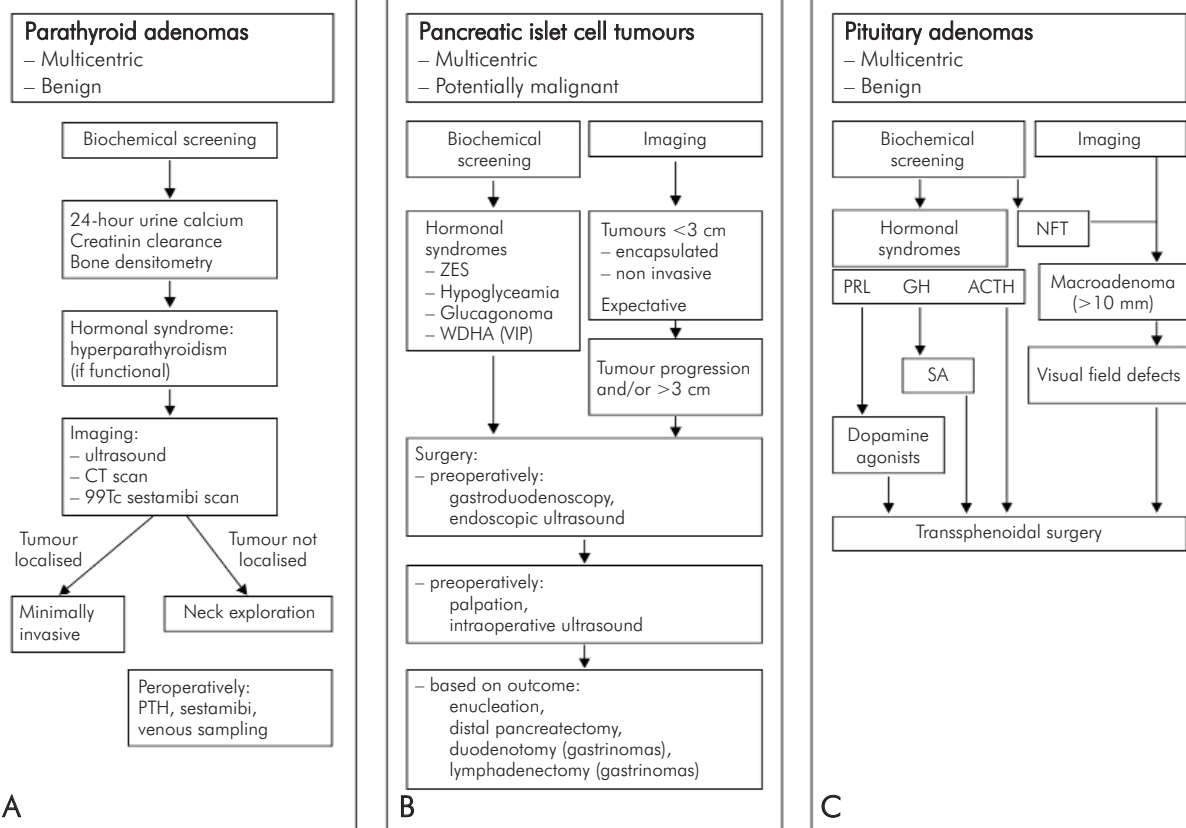 Parathyroid adenomas
– Multicentric
– Benign
Biochemical screening
24-hour urine calcium
Creatinin clearance
Bone densitometry
Hormonal syndrome:
hyperparathyroidism
(if functional)
Imaging:
– ultrasound
– CT scan
– 99Tc sestamibi scan
Tumour
localised
Tumour not
localised
Minimally
invasive
Neck exploration
Peroperatively:
PTH, sestamibi,
venous sampling
A
Pancreatic islet cell tumours
– Multicentric
– Potentially malignant
Biochemical
screening
Imaging
Hormonal
syndromes
– ZES
– Hypoglyceamia
– Glucagonoma
– WDHA (VIP)
Tumours <3 cm
– encapsulated
– non invasive
Expectative
Tumour progression
and/or >3 cm
Surgery:
– preoperatively:
gastroduodenoscopy,
endoscopic ultrasound
– preoperatively:
palpation,
intraoperative ultrasound
– based on outcome:
enucleation,
distal pancreatectomy,
duodenotomy (gastrinomas),
lymphadenectomy (gastrinomas)
B
Pituitary adenomas
– Multicentric
– Benign
Biochemical
screening
Imaging
Hormonal
syndromes
NFT
PRL GH ACTH
Macroadenoma
(>10 mm)
SA
Visual field defects
Dopamine
agonists
Transsphenoidal surgery
C